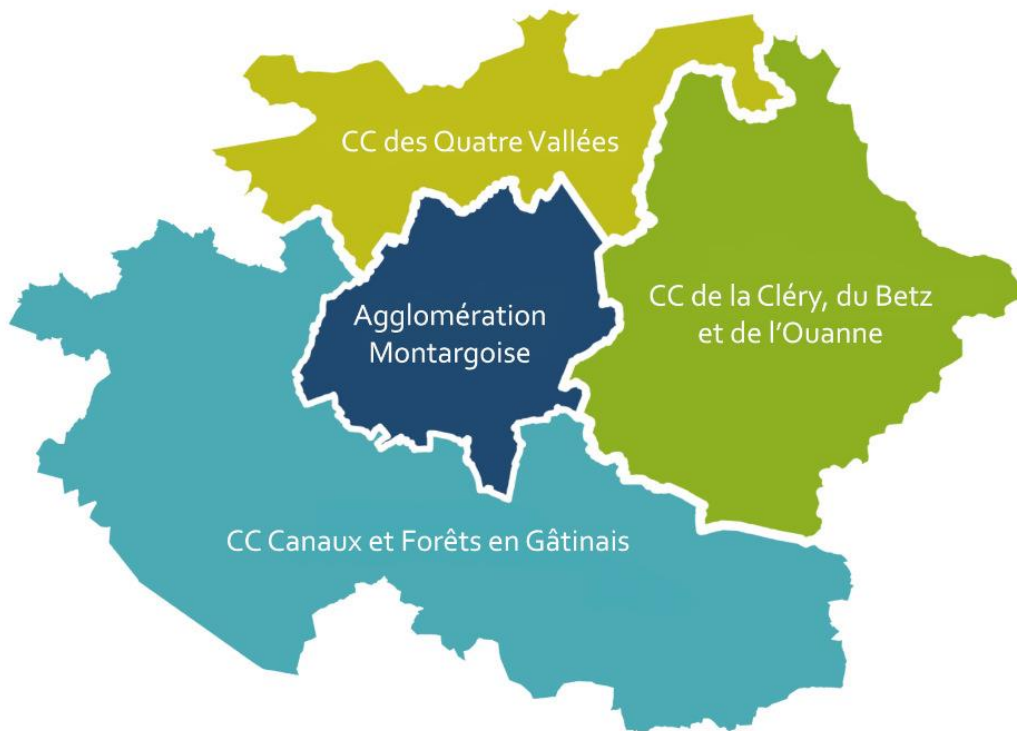 CC des Quatre Vallées
CC de la Cléry, du Betz
et de l'Ouanne
Agglomération
Montargoise
CC Canaux et Forêts en Gâtinais